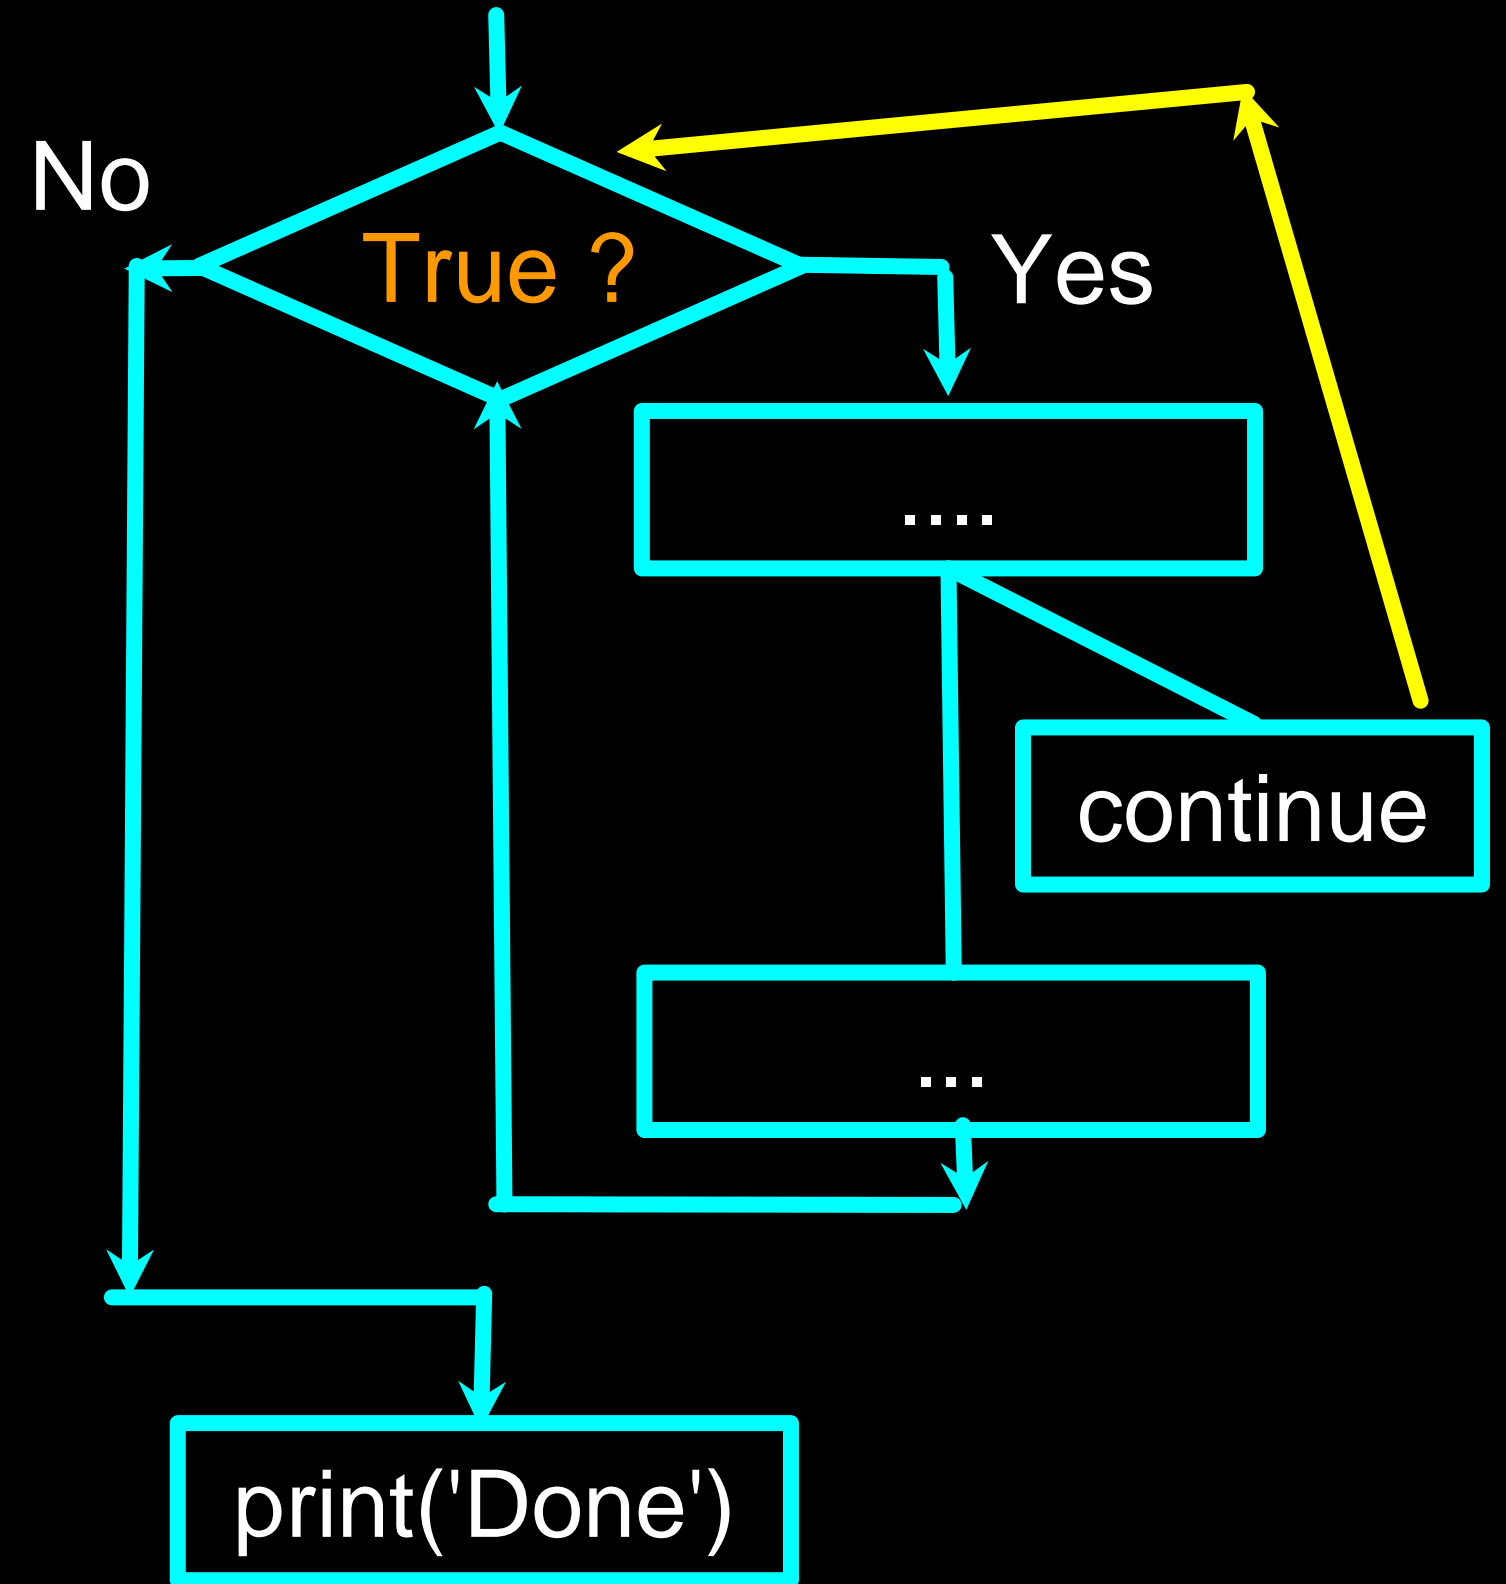 No
True ?
Yes
....
continue
...
print('Done')